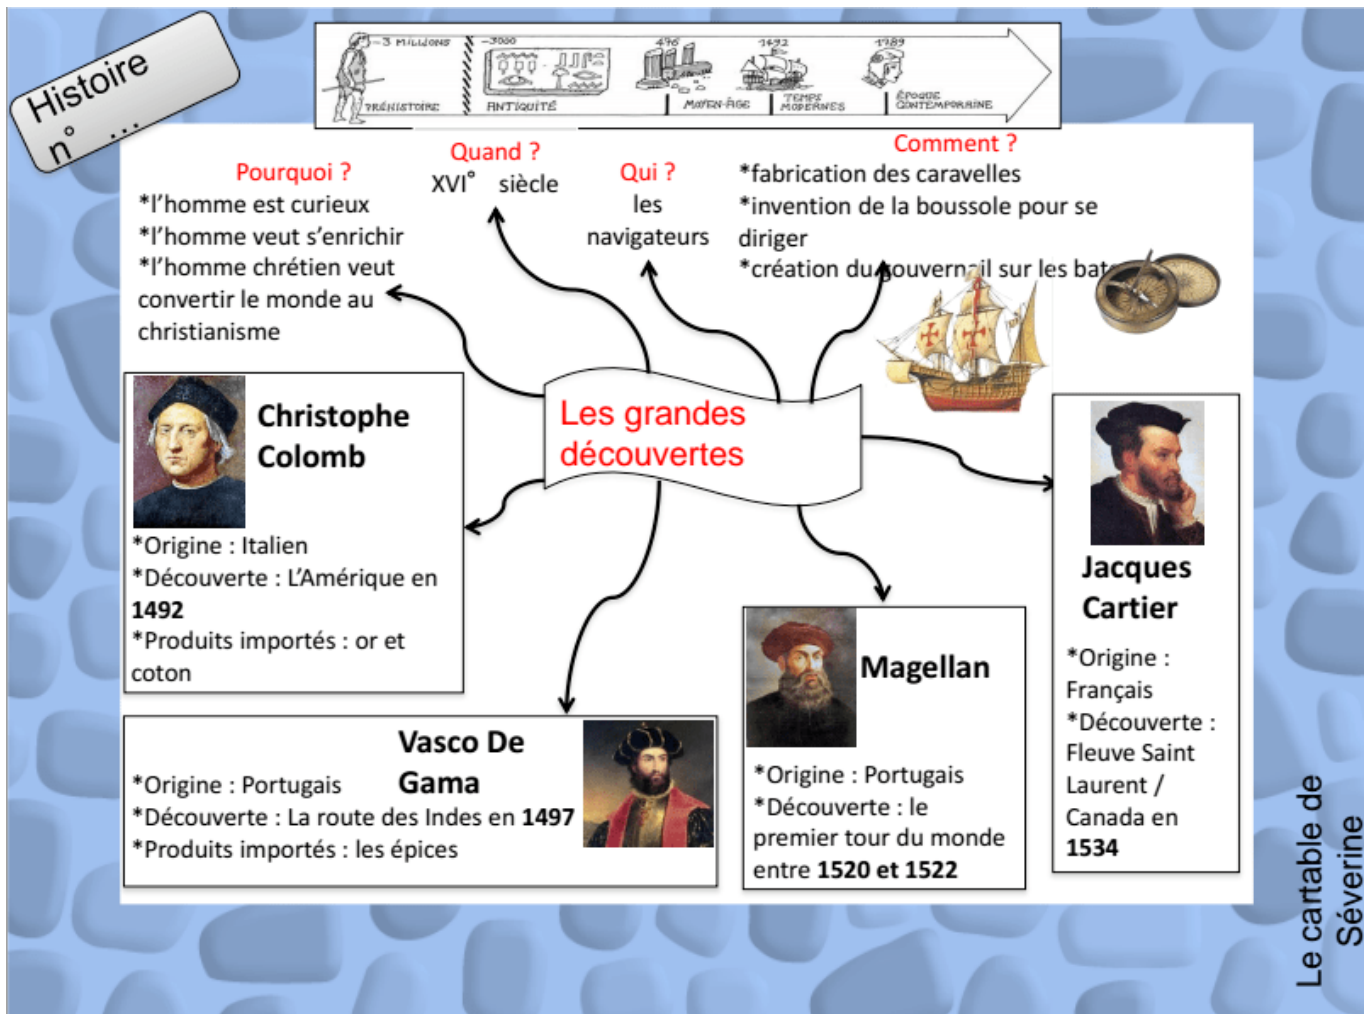 Histoire
n° ...
-3 MILLIONS
-3000
476
1492
1789
PRÉHISTOIRE
ANTIQUITÉ
MOYEN-ÂGE
TEMPS
MODERNES
ÉPOQUE
CONTEMPORAINE
Pourquoi ?
*l'homme est curieux
*l'homme veut s'enrichir
*l'homme chrétien veut
convertir le monde au
christianisme
Quand ?
XVI° siècle
Qui ?
les
navigateurs
Comment ?
*fabrication des caravelles
*invention de la boussole pour se
diriger
*création du gouvernail sur les
Les grandes
découvertes
Christophe
Colomb
*Origine : Italien
*Découverte : L'Amérique en
1492
*Produits importés : or et
coton
Vasco De
Gama
*Origine : Portugais
*Découverte : La route des Indes en 1497
*Produits importés : les épices
Magellan
*Origine : Portugais
*Découverte : le
premier tour du monde
entre 1520 et 1522
Jacques
Cartier
*Origine :
Français
*Découverte :
Fleuve Saint
Laurent /
Canada en
1534
Le cartable de
Séverine